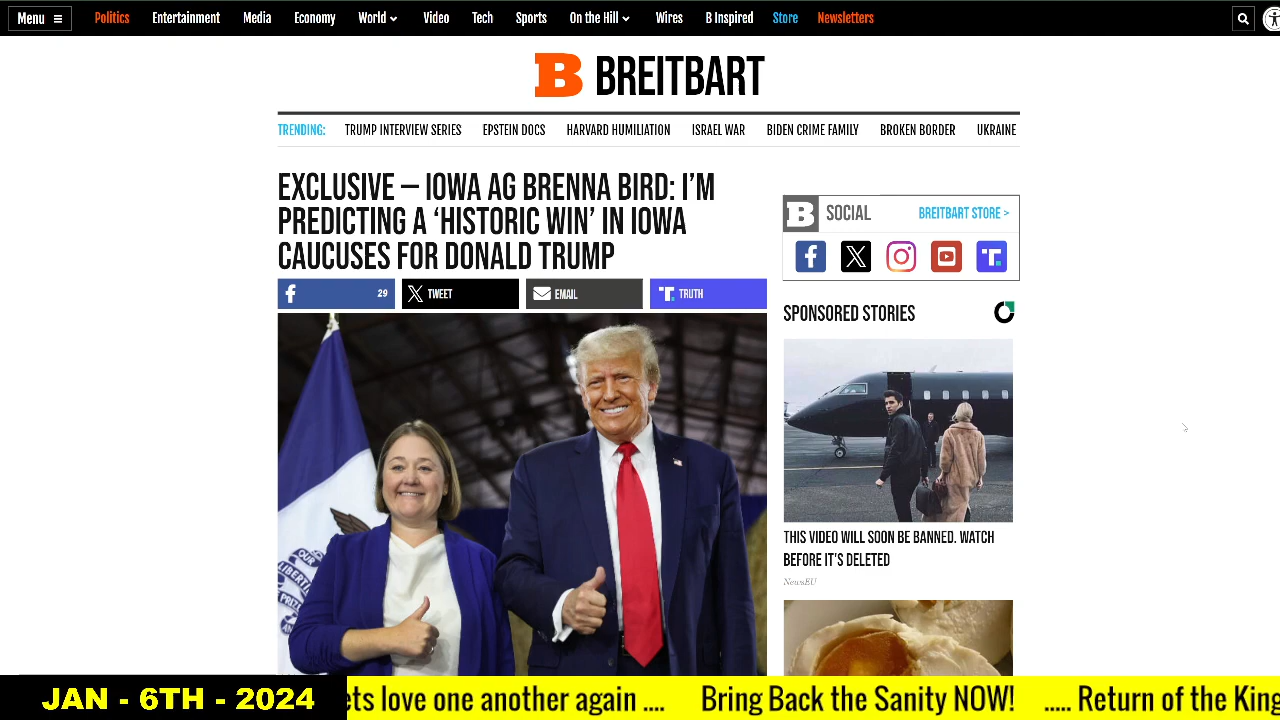 Menu
Politics Entertainment Media Economy World Video Tech Sports On the Hill Wires B Inspired Store Newsletters
B BREITBART
TRENDING: TRUMP INTERVIEW SERIES EPSTEIN DOCS HARVARD HUMILIATION ISRAEL WAR BIDEN CRIME FAMILY BROKEN BORDER UKRAINE
EXCLUSIVE — IOWA AG BRENNA BIRD: I’M
PREDICTING A ‘HISTORIC WIN’ IN IOWA
CAUCUSES FOR DONALD TRUMP
29 TWEET EMAIL TRUTH
OUR
LIBERTI
PRIZE
B SOCIAL BREITBART STORE >
SPONSORED STORIES
THIS VIDEO WILL SOON BE BANNED. WATCH
BEFORE IT’S DELETED
NewsEU
JAN - 6TH - 2024 ets love one another again .... Bring Back the Sanity NOW! ..... Return of the King